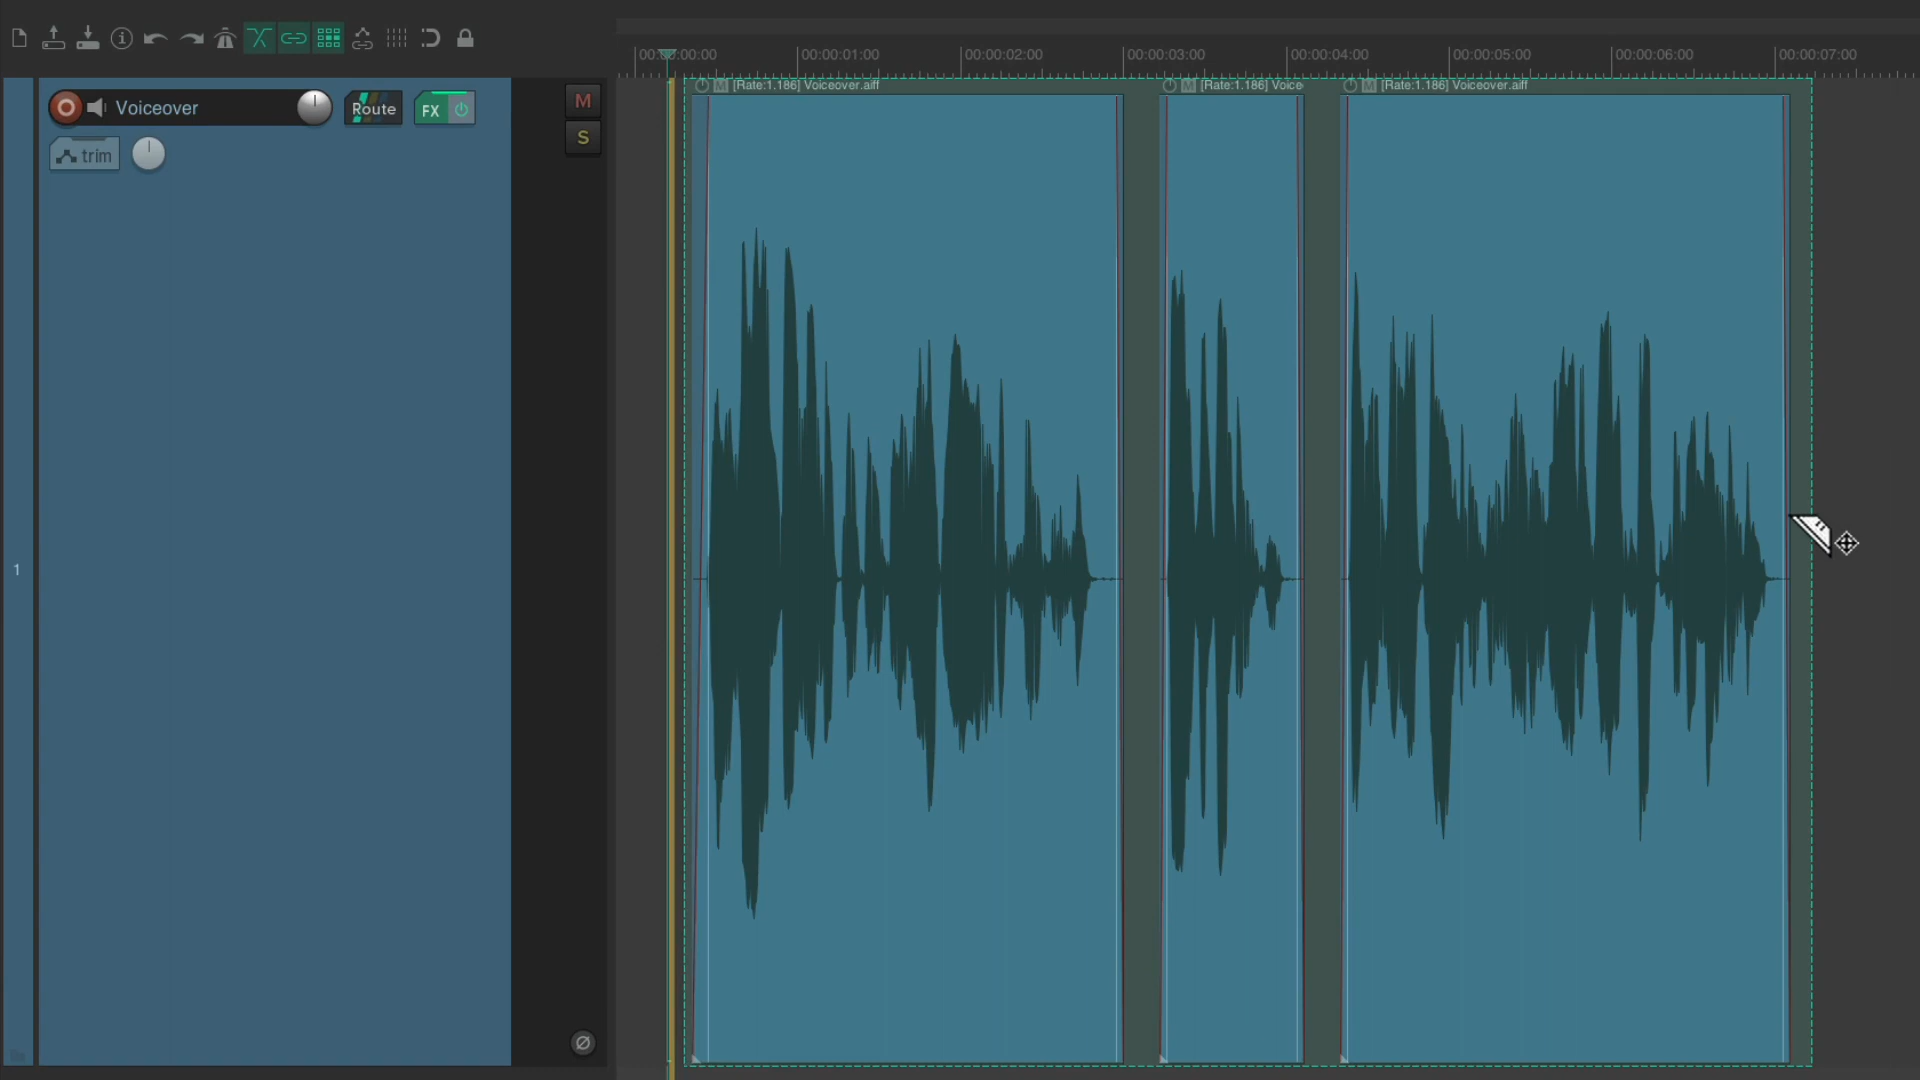 00:00:00:00 00:00:01:00 00:00:02:00 00:00:03:00 00:00:04:00 00:00:05:00 00:00:06:00 00:00:07:00
M [Rate:1.186] Voiceover.aiff M [Rate:1.186] Voice M [Rate:1.186] Voiceover.aiff
Voiceover Route FX M
trim S
1